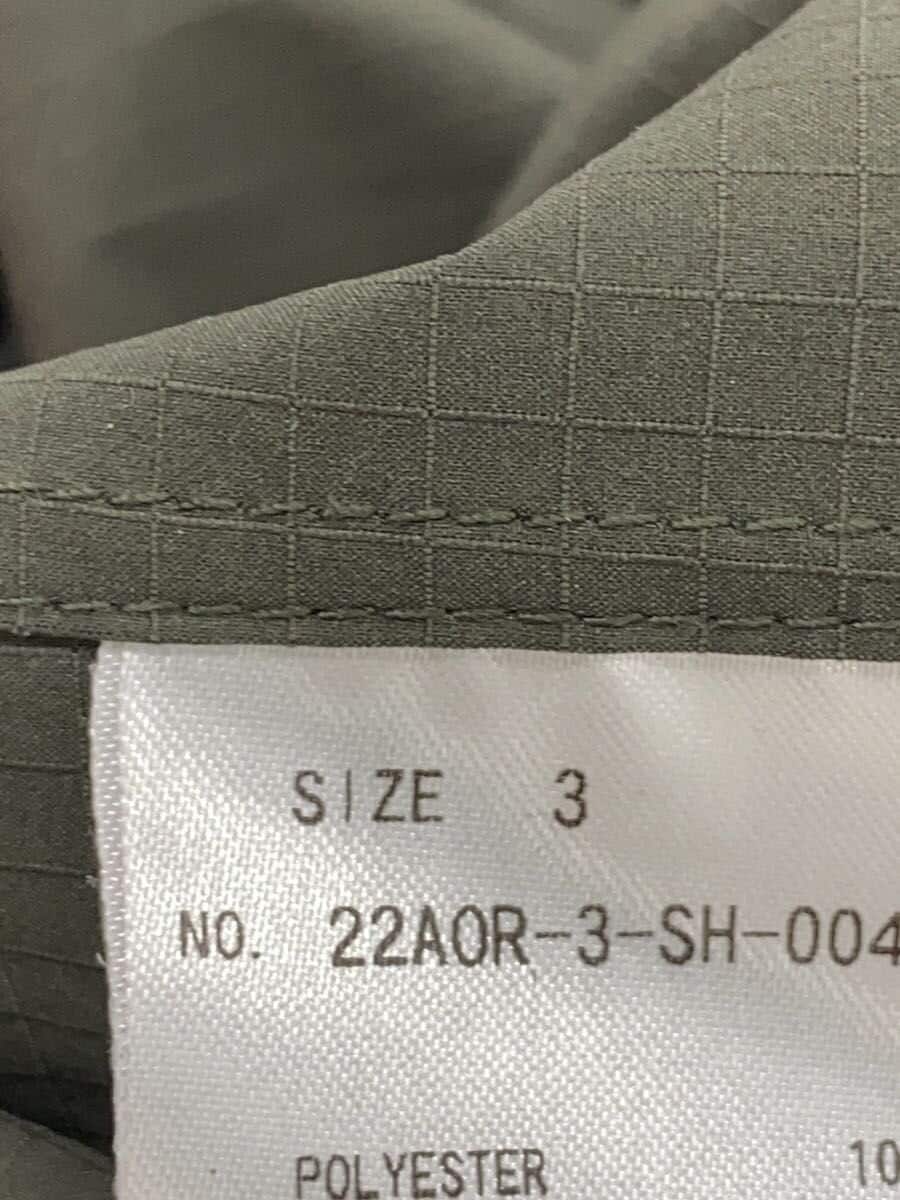 SIZE 3
NO. 22AOR-3-SH-004
POLYESTER 10